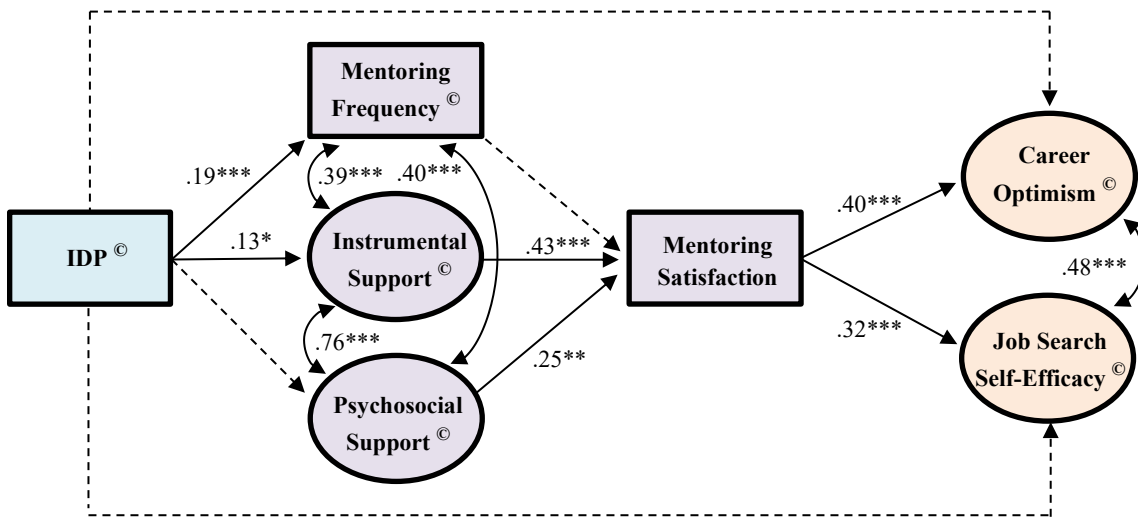 Mentoring
Frequency ©
.19***
.39***
.40***
IDP ©
.13*
Instrumental
Support ©
.43***
Mentoring
Satisfaction
.40***
Career
Optimism ©
.48***
.76***
.25**
.32***
Job Search
Self-Efficacy ©
Psychosocial
Support ©